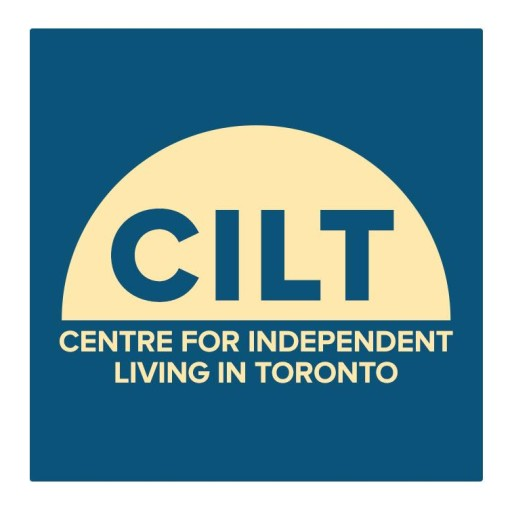 CILT
CENTRE FOR INDEPENDENT
LIVING IN TORONTO